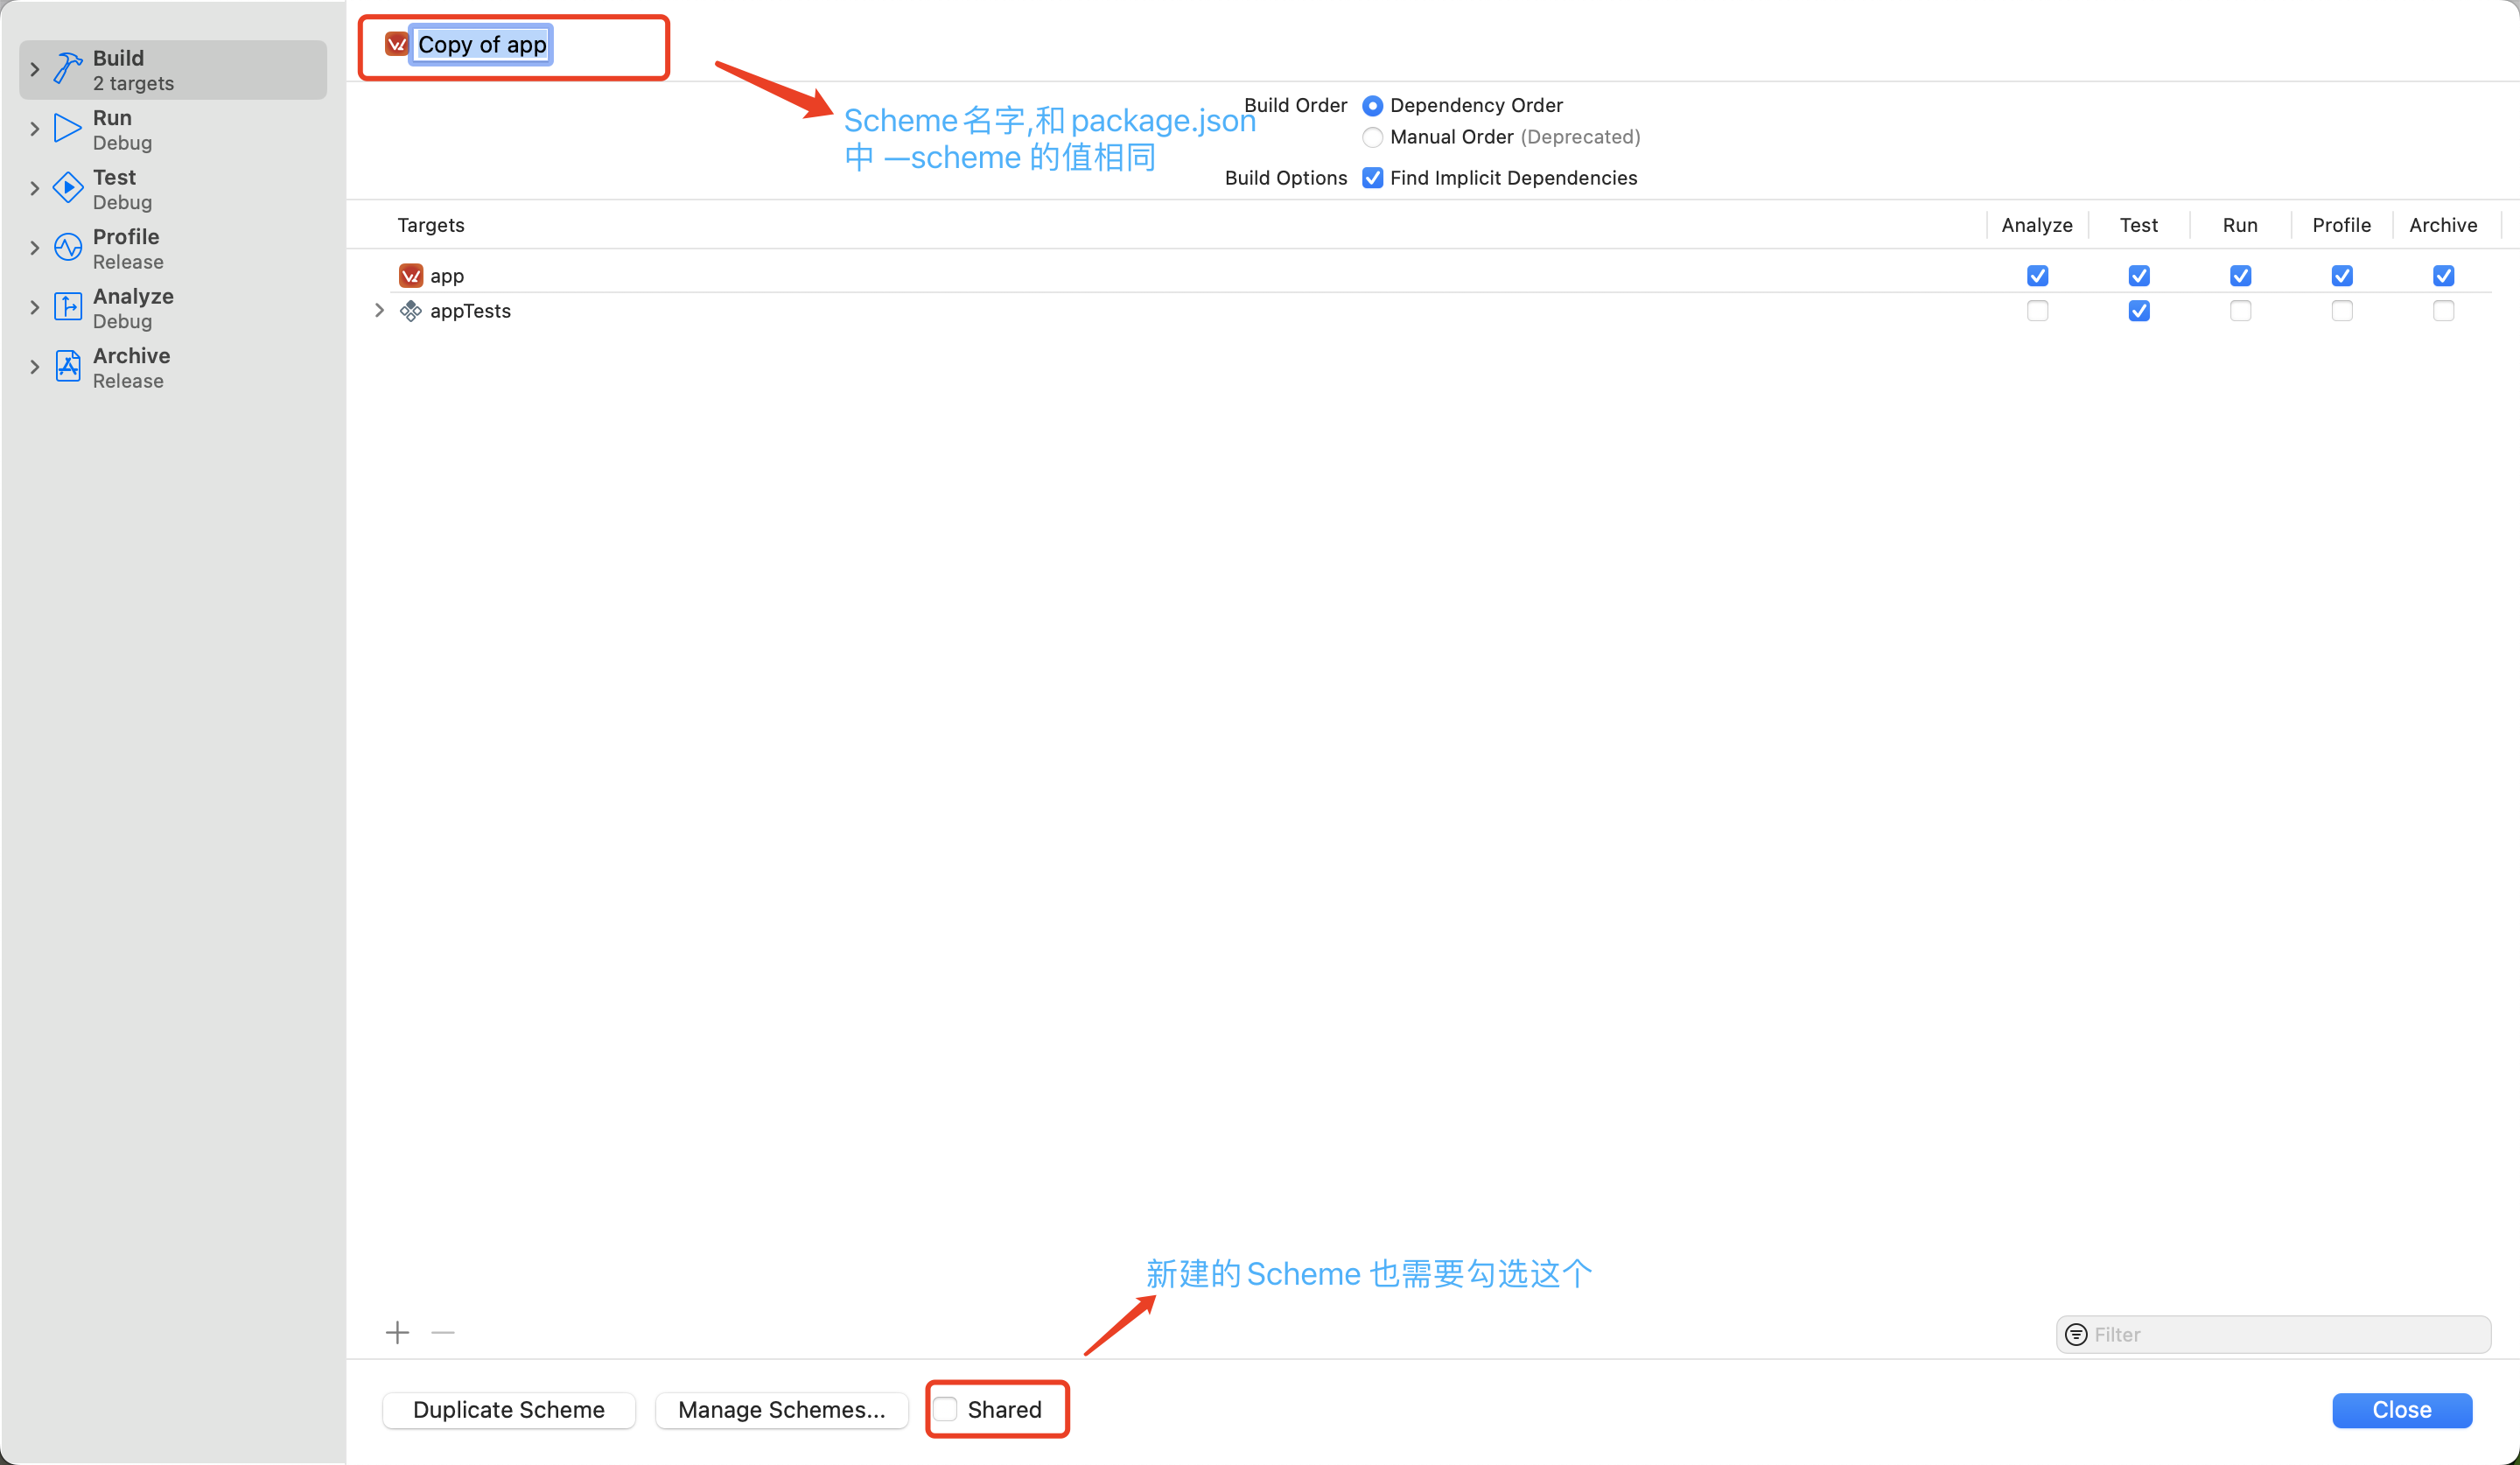 Build
2 targets
Run
Debug
Test
Debug
Profile
Release
Analyze
Debug
Archive
Release
Copy of app
Scheme 名字,和 package.json
中 —scheme 的值相同
Build Order Dependency Order
Manual Order (Deprecated)
Build Options Find Implicit Dependencies
Targets Analyze Test Run Profile Archive
app
appTests
新建的 Scheme 也需要勾选这个
Filter
Duplicate Scheme Manage Schemes... Shared Close